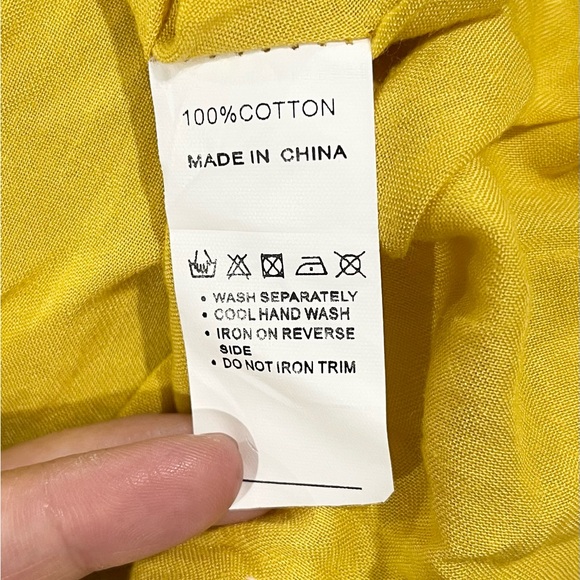 100%COTTON
MADE IN CHINA
• WASH SEPARATELY
• COOL HAND WASH
• IRON ON REVERSE
SIDE
• DO NOT IRON TRIM